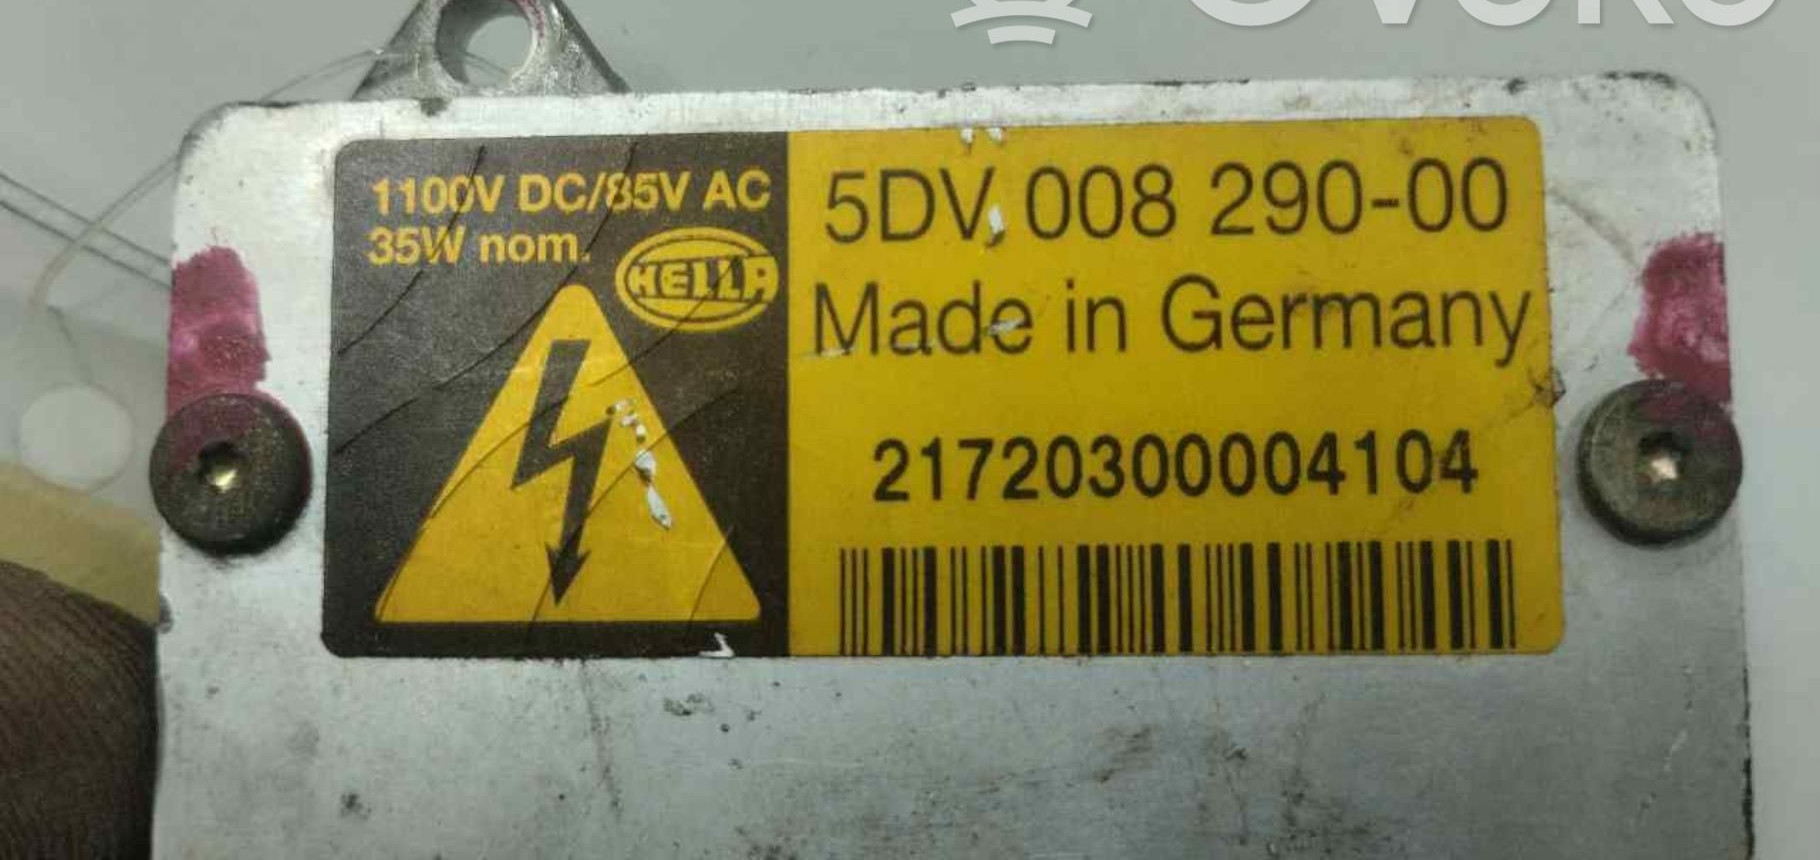 1100V DC/85V AC
35W nom.
HELLA
5DV 008 290-00
Made in Germany
21720300004104